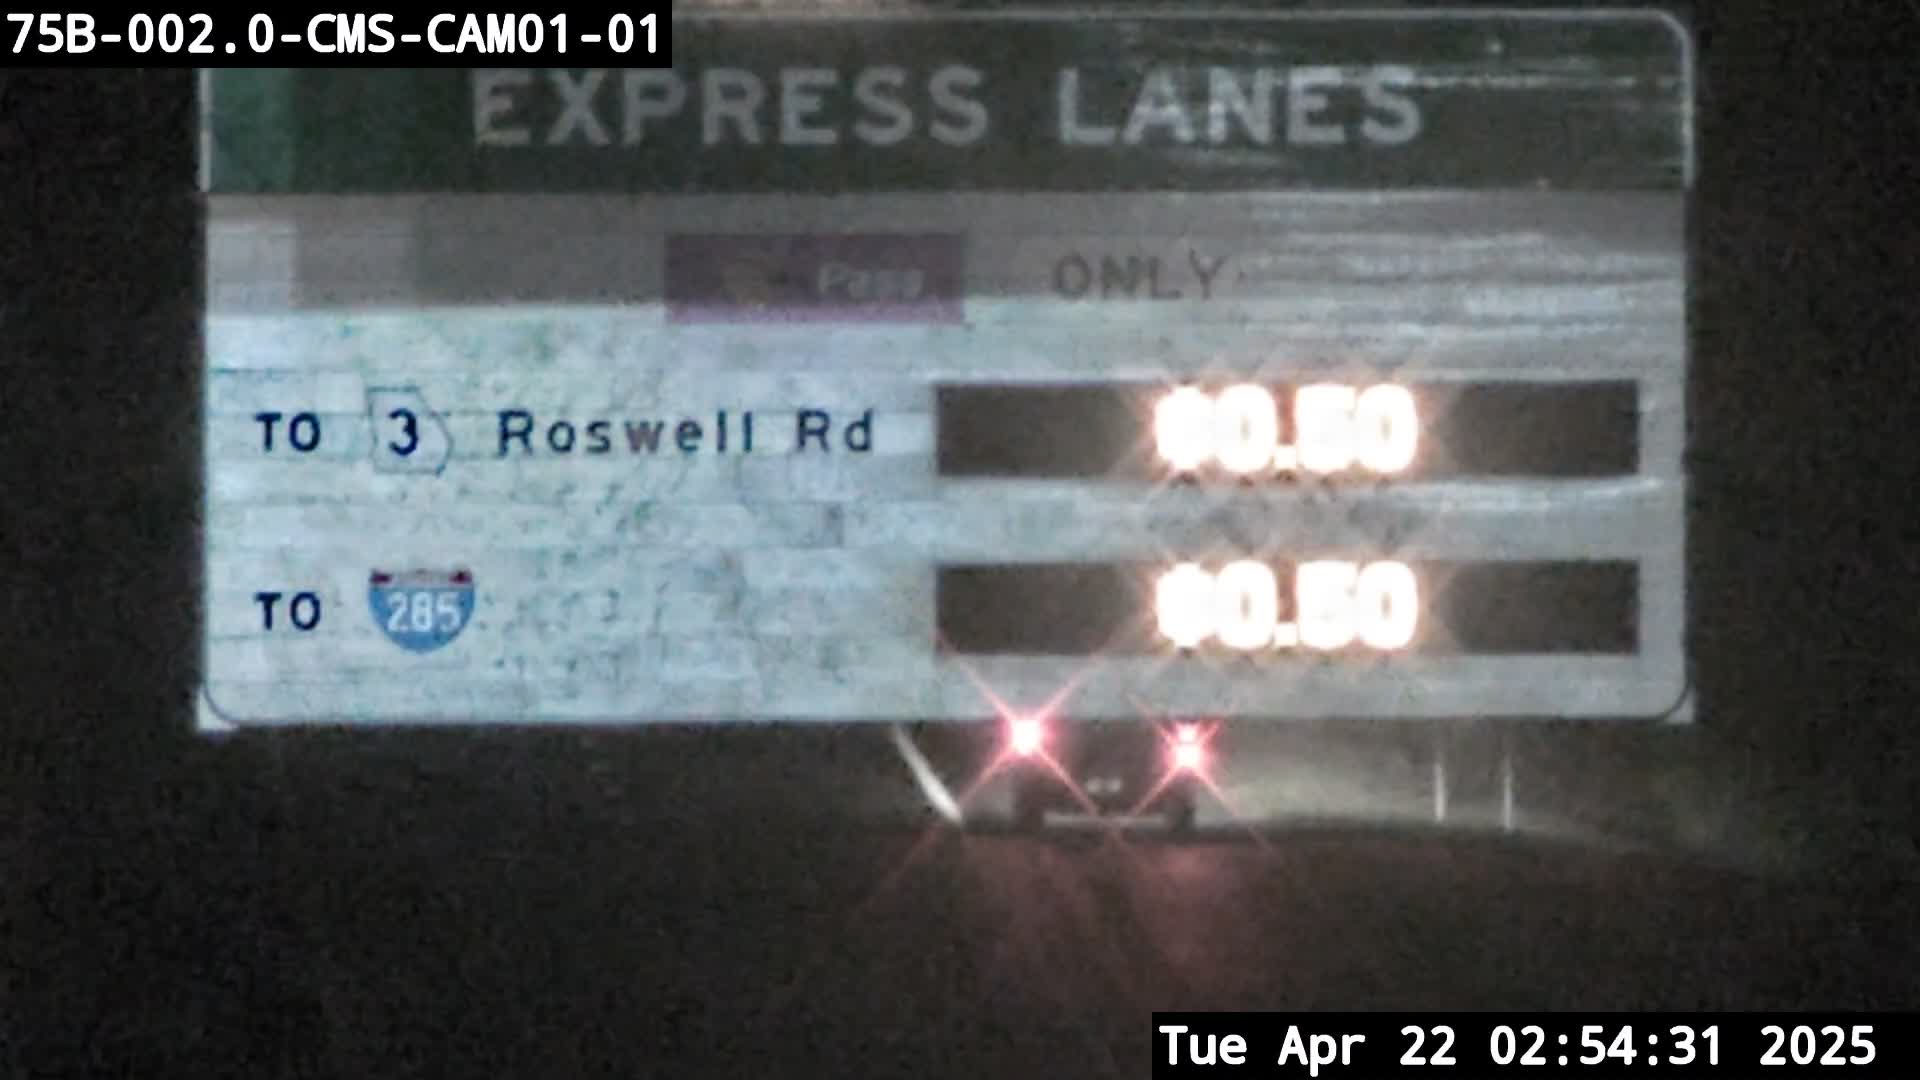 75B-002.0-CMS-CAM01-01
EXPRESS LANES
Pass ONLY
TO 3 Roswell Rd $0.50
TO 285 $0.50
Tue Apr 22 02:54:31 2025